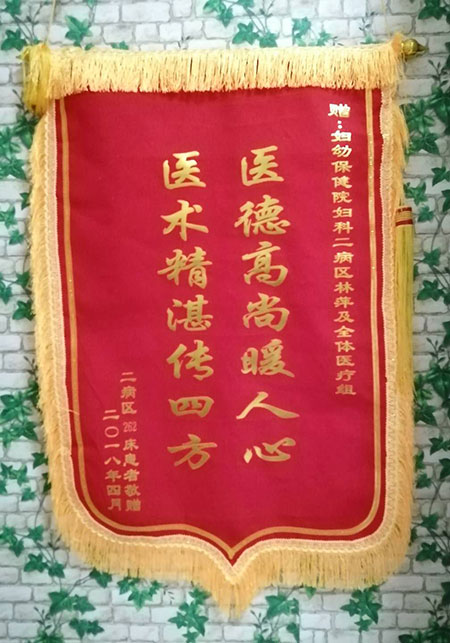 赠:妇幼保健院妇科二病区林萍及全体医疗组
医德高尚暖人心
医术精湛传四方
二病区262床患者敬赠
二〇一八年四月